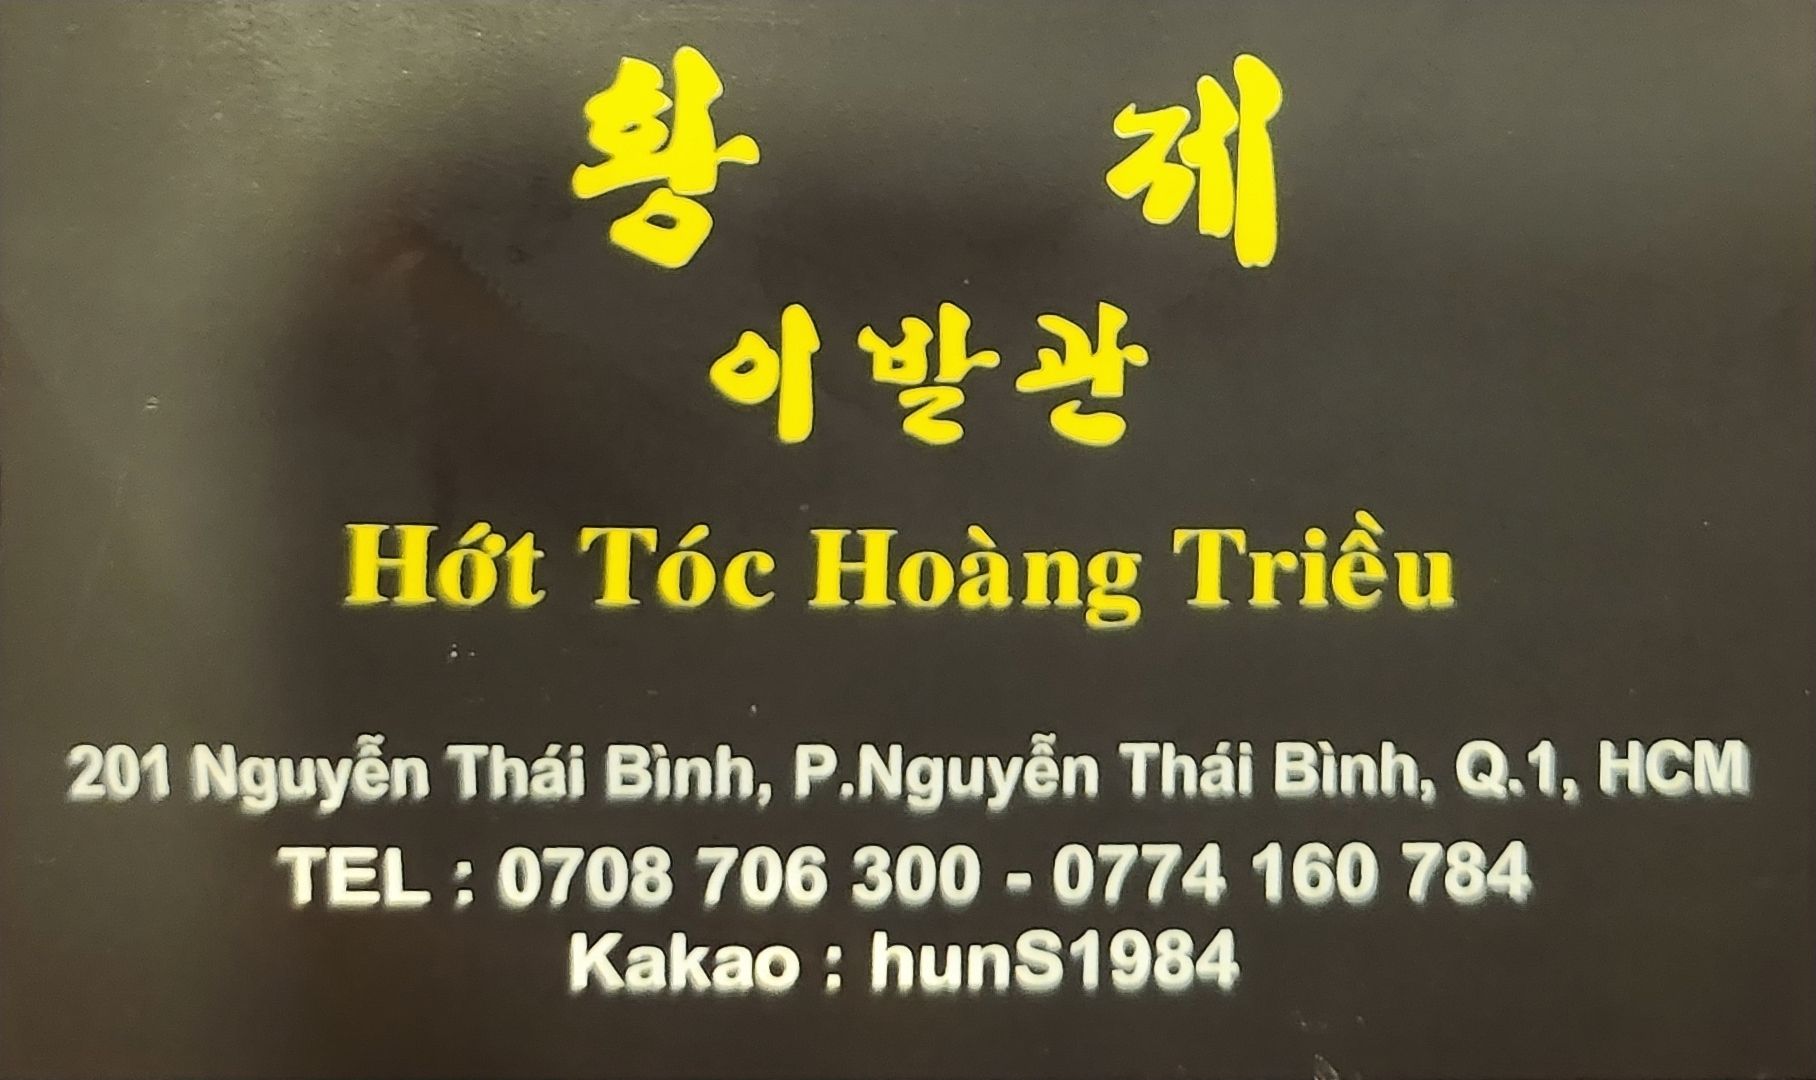 황 제
이발관
Hớt Tóc Hoàng Triều
201 Nguyễn Thái Bình, P.Nguyễn Thái Bình, Q.1, HCM
TEL : 0708 706 300 - 0774 160 784
Kakao : hunS1984